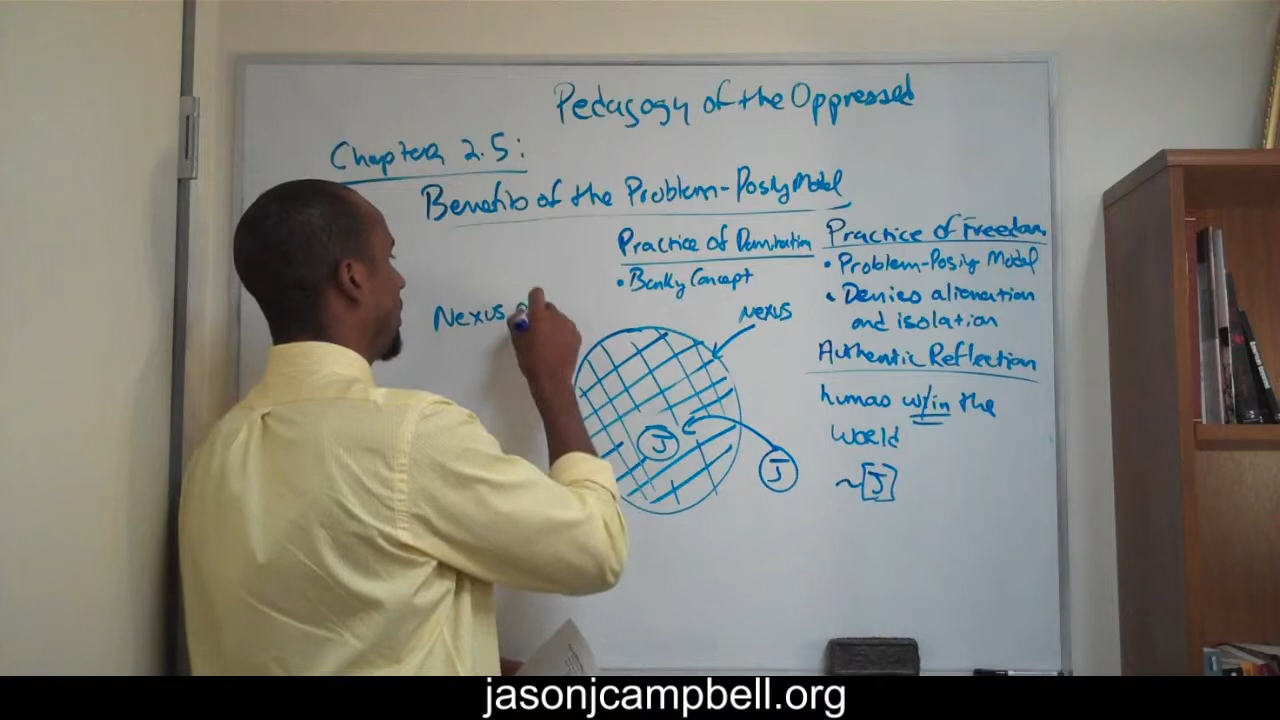 Pedagogy of the Oppressed
Chapter 2.5:
Benefits of the Problem-Posing Model
Practice of Domination
• Banking Concept
Practice of Freedom
• Problem-Posing Model
• Denies alienation
and isolation
Authentic Reflection
humas w/in the
world
~[J]
Nexus
Nexus
J
J
jasonjcampbell.org